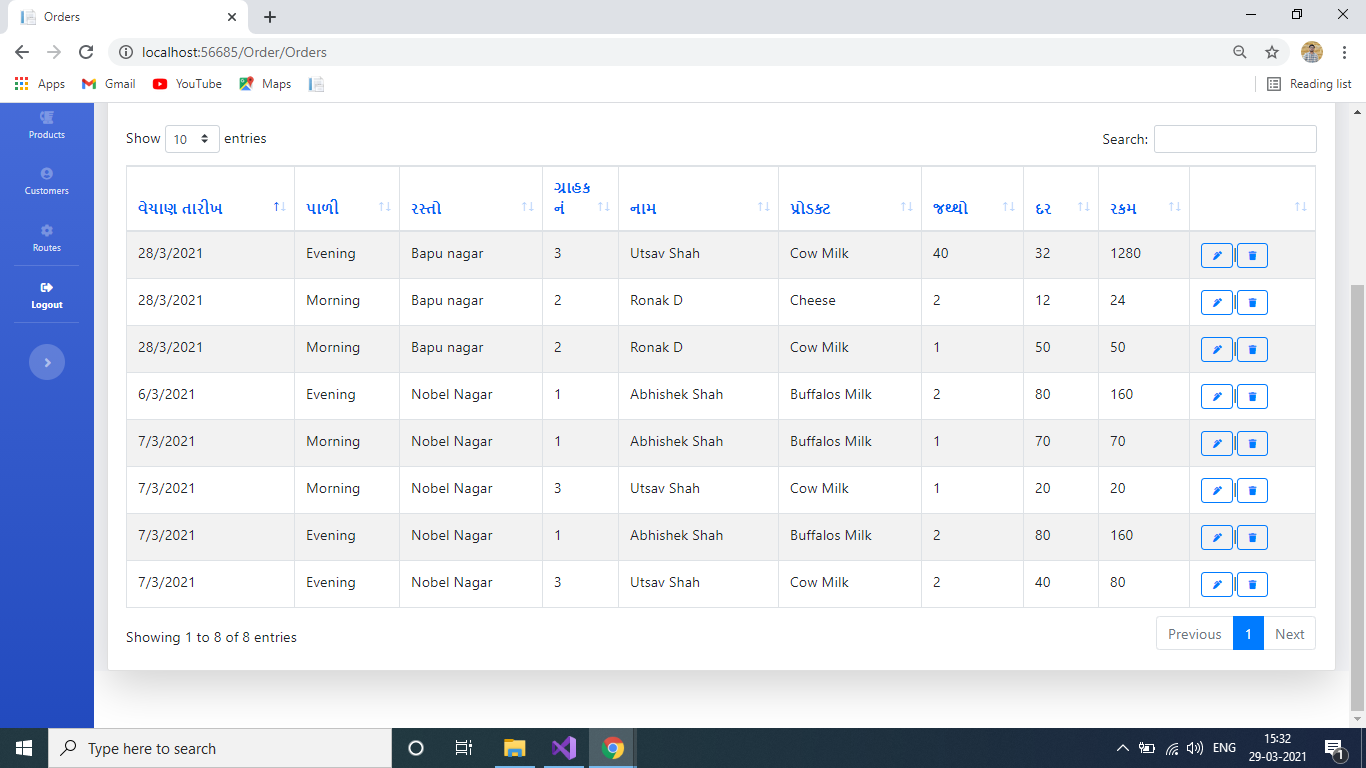 Orders
localhost:56685/Order/Orders
Apps Gmail YouTube Maps Reading list
Products
Customers
Routes
Logout
Show 10 entries Search:
વેચાણ તારીખ પાળી રસ્તો ગ્રાહક નં નામ પ્રોડક્ટ જથ્થો દર રકમ
28/3/2021 Evening Bapu nagar 3 Utsav Shah Cow Milk 40 32 1280
28/3/2021 Morning Bapu nagar 2 Ronak D Cheese 2 12 24
28/3/2021 Morning Bapu nagar 2 Ronak D Cow Milk 1 50 50
6/3/2021 Evening Nobel Nagar 1 Abhishek Shah Buffalos Milk 2 80 160
7/3/2021 Morning Nobel Nagar 1 Abhishek Shah Buffalos Milk 1 70 70
7/3/2021 Morning Nobel Nagar 3 Utsav Shah Cow Milk 1 20 20
7/3/2021 Evening Nobel Nagar 1 Abhishek Shah Buffalos Milk 2 80 160
7/3/2021 Evening Nobel Nagar 3 Utsav Shah Cow Milk 2 40 80
Showing 1 to 8 of 8 entries
Previous 1 Next
Type here to search
ENG
15:32
29-03-2021
1